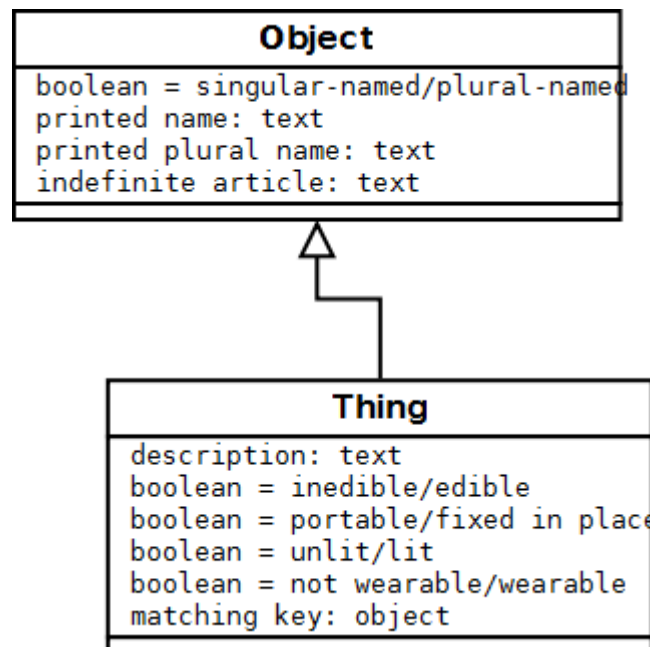 Object
boolean = singular-named/plural-named
printed name: text
printed plural name: text
indefinite article: text
Thing
description: text
boolean = inedible/edible
boolean = portable/fixed in place
boolean = unlit/lit
boolean = not wearable/wearable
matching key: object